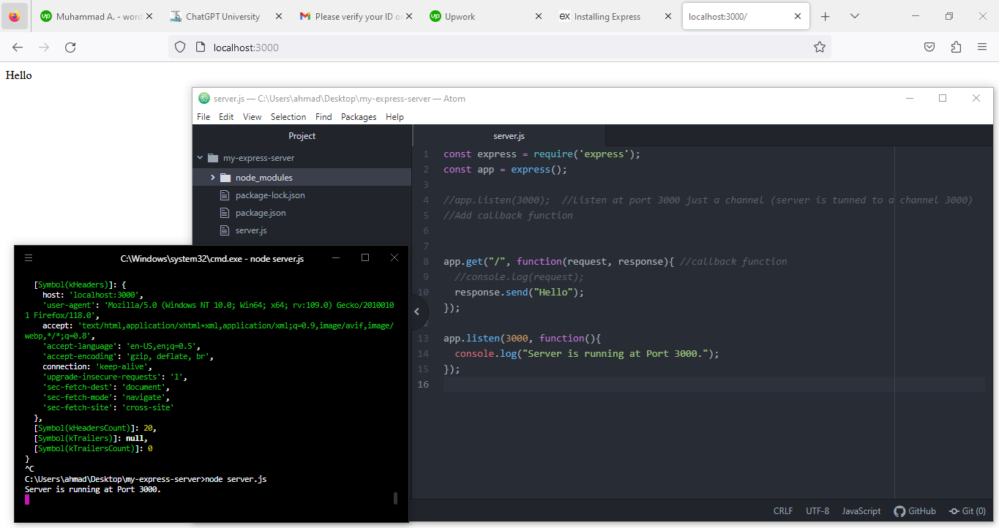 Muhammad A. - word
ChatGPT University
Please verify your ID o
Upwork
Installing Express
localhost:3000/
localhost:3000
Hello
server.js — C:\Users\ahmad\Desktop\my-express-server — Atom
File Edit View Selection Find Packages Help
Project
my-express-server
node_modules
package-lock.json
package.json
server.js
server.js
1 const express = require('express');
2 const app = express();
3
4 //app.listen(3000);  //Listen at port 3000 just a channel (server is tunned to a channel 3000)
5 //Add callback function
6
7
8 app.get("/", function(request, response){ //callback function
9   //console.log(request);
10   response.send("Hello");
});
2
13 app.listen(3000, function(){
14   console.log("Server is running at Port 3000.");
15 });
16
CRLF UTF-8 JavaScript GitHub Git (0)
C:\Windows\system32\cmd.exe - node server.js
[Symbol(kHeaders)]: {
host: 'localhost:3000',
'user-agent': 'Mozilla/5.0 (Windows NT 10.0; Win64; x64; rv:109.0) Gecko/2010010
1 Firefox/118.0',
accept: 'text/html,application/xhtml+xml,application/xml;q=0.9,image/avif,image/
webp,*/*;q=0.8',
'accept-language': 'en-US,en;q=0.5',
'accept-encoding': 'gzip, deflate, br',
connection: 'keep-alive',
'upgrade-insecure-requests': '1',
'sec-fetch-dest': 'document',
'sec-fetch-mode': 'navigate',
'sec-fetch-site': 'cross-site'
},
[Symbol(kHeadersCount)]: 20,
[Symbol(kTrailers)]: null,
[Symbol(kTrailersCount)]: 0
}
^C
C:\Users\ahmad\Desktop\my-express-server>node server.js
Server is running at Port 3000.